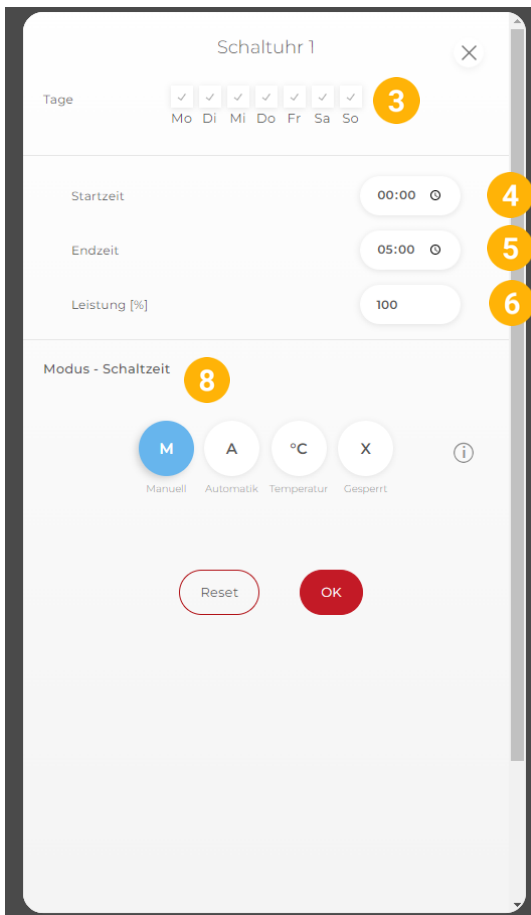 Schaltuhr 1
Tage
Mo Di Mi Do Fr Sa So
3
Startzeit 00:00 4
Endzeit 05:00 5
Leistung [%] 100 6
Modus - Schaltzeit 8
M A °C X i
Manuell Automatik Temperatur Gesperrt
Reset OK